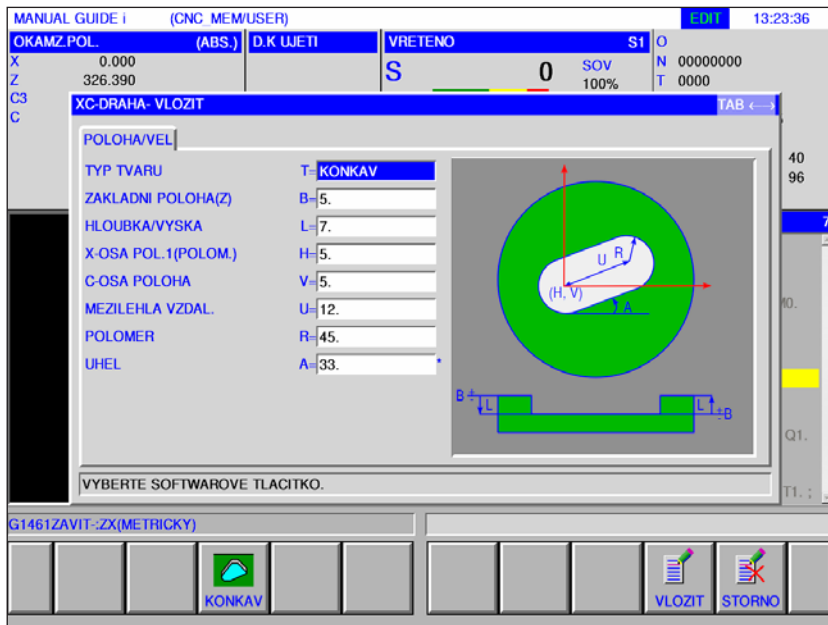 MANUAL GUIDE i (CNC_MEM/USER) EDIT 13:23:36
OKAMZ.POL. (ABS.) D.K UJETI VRETENO S1 O
X 0.000 S 0 SOV N 00000000
Z 326.390 100% T 0000
C3
C
XC-DRAHA- VLOZIT TAB ←→
POLOHA/VEL
TYP TVARU T=KONKAV
ZAKLADNI POLOHA(Z) B=5.
HLOUBKA/VYSKA L=7.
X-OSA POL.1(POLOM.) H=5.
C-OSA POLOHA V=5.
MEZILEHLA VZDAL. U=12.
POLOMER R=45.
UHEL A=33. *
U R
(H, V)
A
B ± L L ±B
40
96
7
M0.
Q1.
T1. ;
VYBERTE SOFTWAROVE TLACITKO.
G1461ZAVIT-:ZX(METRICKY)
KONKAV VLOZIT STORNO